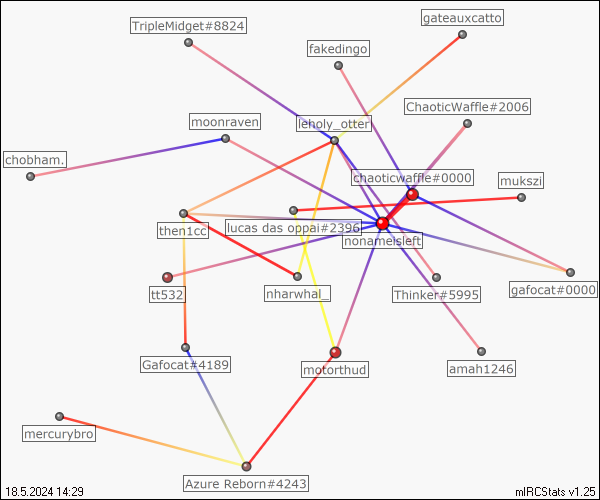 gateauxcatto
TripleMidget#8824
fakedingo
ChaoticWaffle#2006
moonraven
leholy_otter
chobham.
chaoticwaffle#0000
mukszi
then1cc
lucas das oppai#2396
nonameisleft
tt532
nharwhal_
Thinker#5995
gafocat#0000
Gafocat#4189
motorthud
amah1246
mercurybro
Azure Reborn#4243
18.5.2024 14:29
mIRCStats v1.25